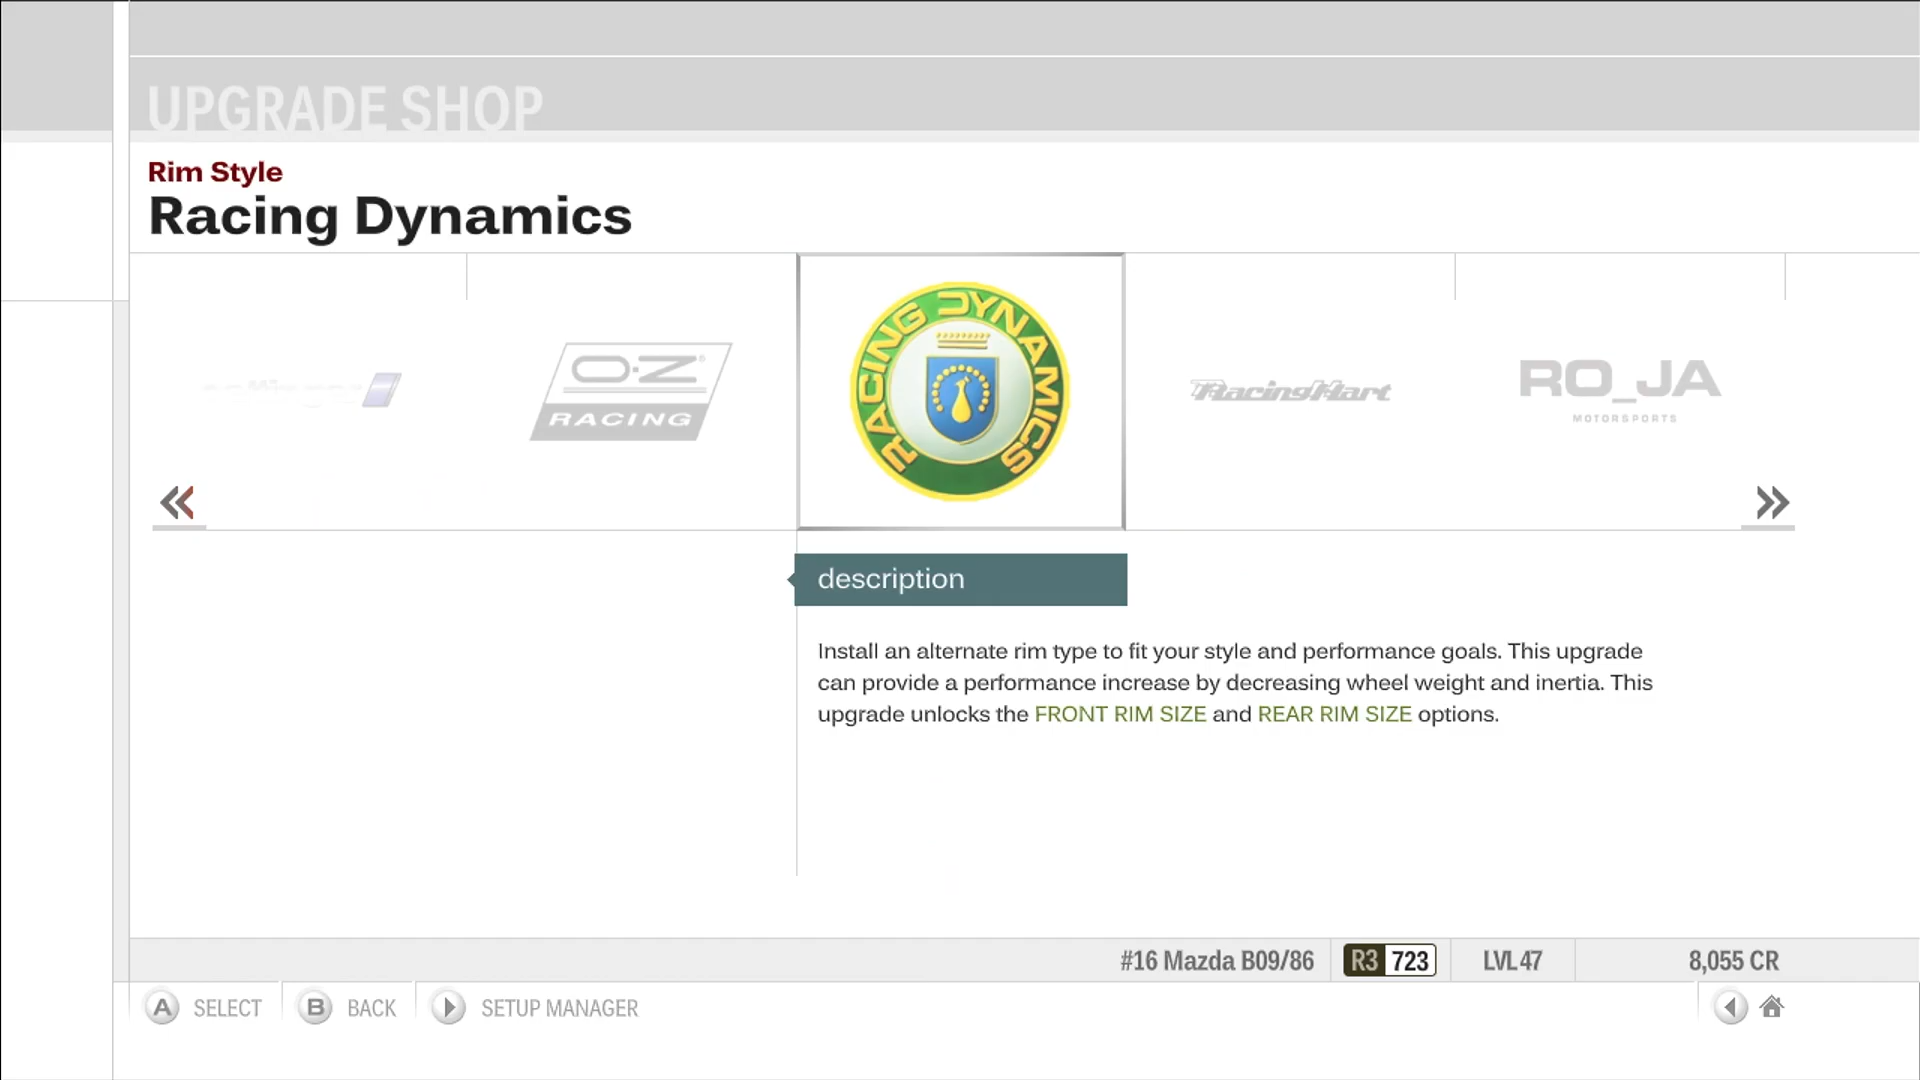 UPGRADE SHOP
Rim Style
Racing Dynamics
O·Z®
RACING
RACING DYNAMICS
RacingHart
RO_JA
MOTORSPORTS
description
Install an alternate rim type to fit your style and performance goals. This upgrade
can provide a performance increase by decreasing wheel weight and inertia. This
upgrade unlocks the FRONT RIM SIZE and REAR RIM SIZE options.
#16 Mazda B09/86 R3 723 LVL47 8,055 CR
A SELECT B BACK SETUP MANAGER